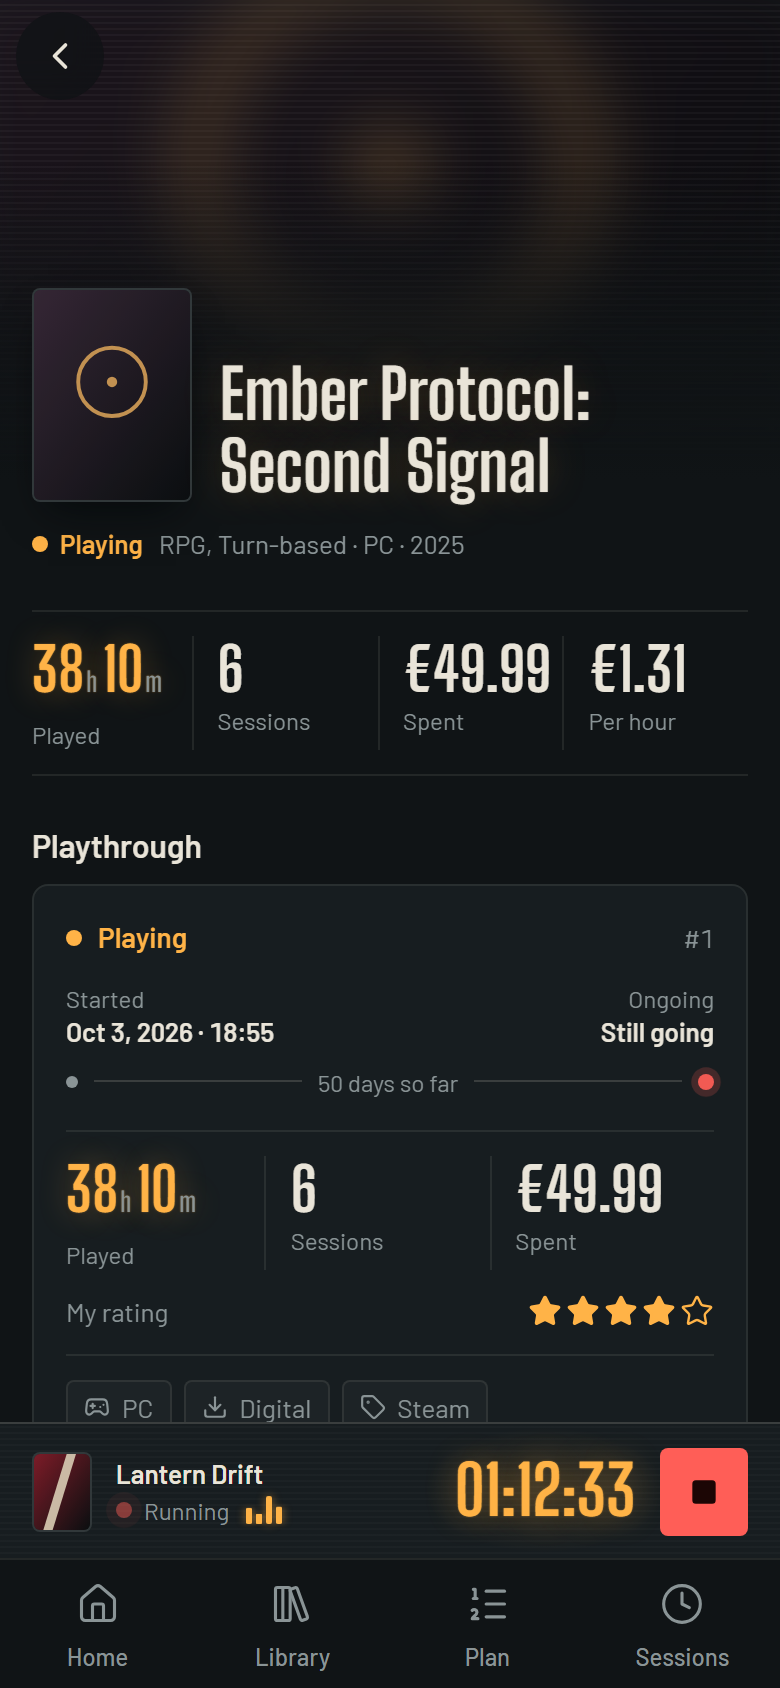 Ember Protocol:
Second Signal
Playing RPG, Turn-based · PC · 2025
38h 10m 6 €49.99 €1.31
Played Sessions Spent Per hour
Playthrough
Playing #1
Started Ongoing
Oct 3, 2026 · 18:55 Still going
50 days so far
38h 10m 6 €49.99
Played Sessions Spent
My rating
PC Digital Steam
Lantern Drift
Running
01:12:33
Home Library Plan Sessions